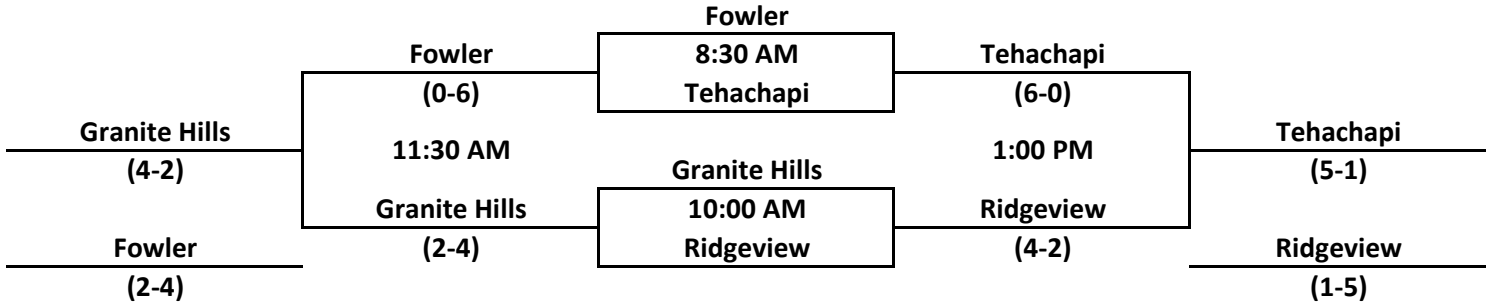 Fowler
Fowler 8:30 AM Tehachapi
(0-6) Tehachapi (6-0)
Granite Hills Tehachapi
11:30 AM 1:00 PM
(4-2) Granite Hills (5-1)
Granite Hills 10:00 AM Ridgeview
Fowler (2-4) Ridgeview (4-2) Ridgeview
(2-4) (1-5)